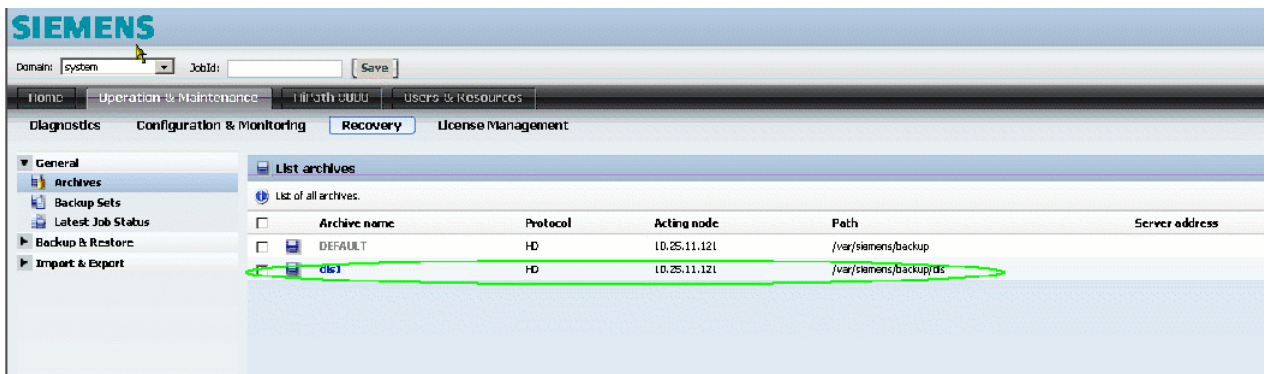 SIEMENS
Domain: system JobId: Save
Home Operation & Maintenance HiPath 8000 Users & Resources
Diagnostics Configuration & Monitoring Recovery License Management
General
Archives
Backup Sets
Latest Job Status
Backup & Restore
Import & Export
List archives
List of all archives.
Archive name Protocol Acting node Path Server address
DEFAULT HD 10.25.11.121 /var/siemens/backup
dls1 HD 10.25.11.121 /var/siemens/backup/dls